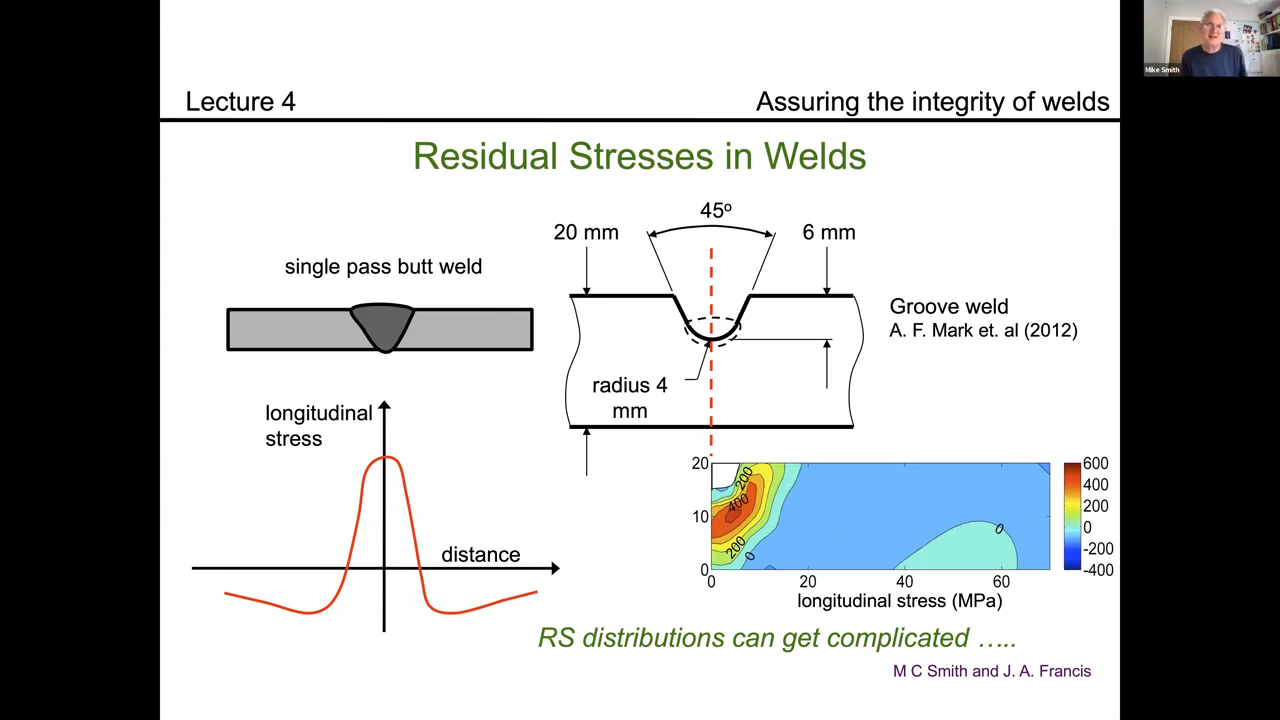 Mike Smith
Lecture 4
Assuring the integrity of welds
Residual Stresses in Welds
single pass butt weld
longitudinal
stress
distance
45º
20 mm
6 mm
radius 4
mm
Groove weld
A. F. Mark et. al (2012)
20
10
0
0
20
40
60
200
400
200
0
0
600
400
200
0
-200
-400
longitudinal stress (MPa)
RS distributions can get complicated …..
M C Smith and J. A. Francis